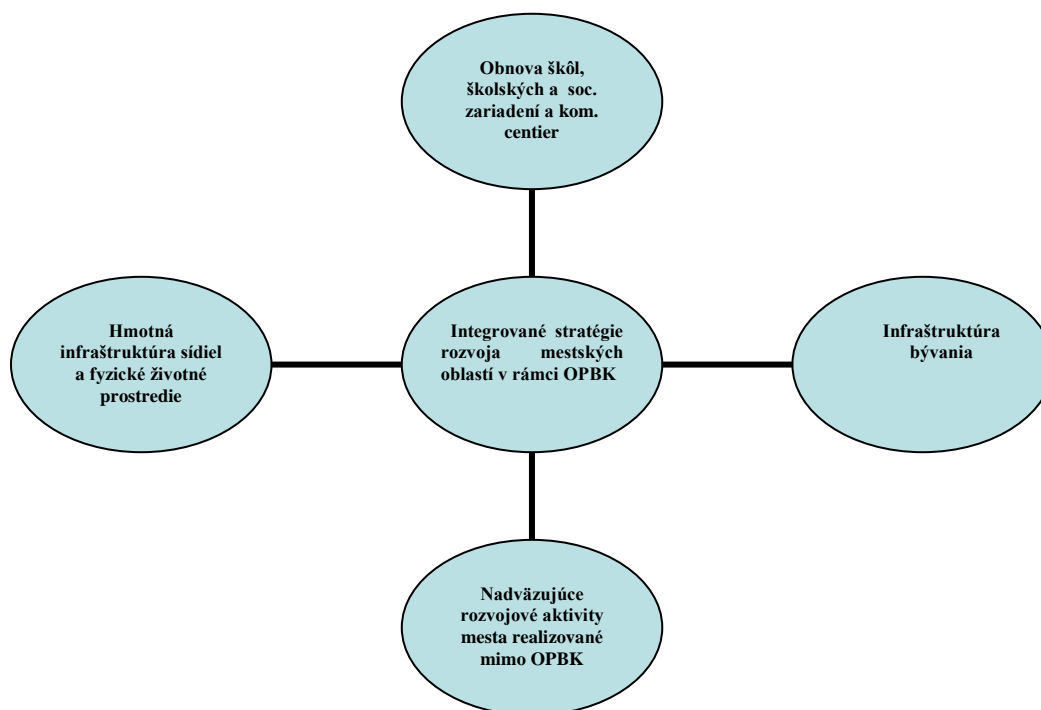 Obnova škôl,
školských a soc.
zariadení a kom.
centier
Hmotná
infraštruktúra sídiel
a fyzické životné
prostredie
Integrované stratégie
rozvoja mestských
oblastí v rámci OPBK
Infraštruktúra
bývania
Nadväzujúce
rozvojové aktivity
mesta realizované
mimo OPBK